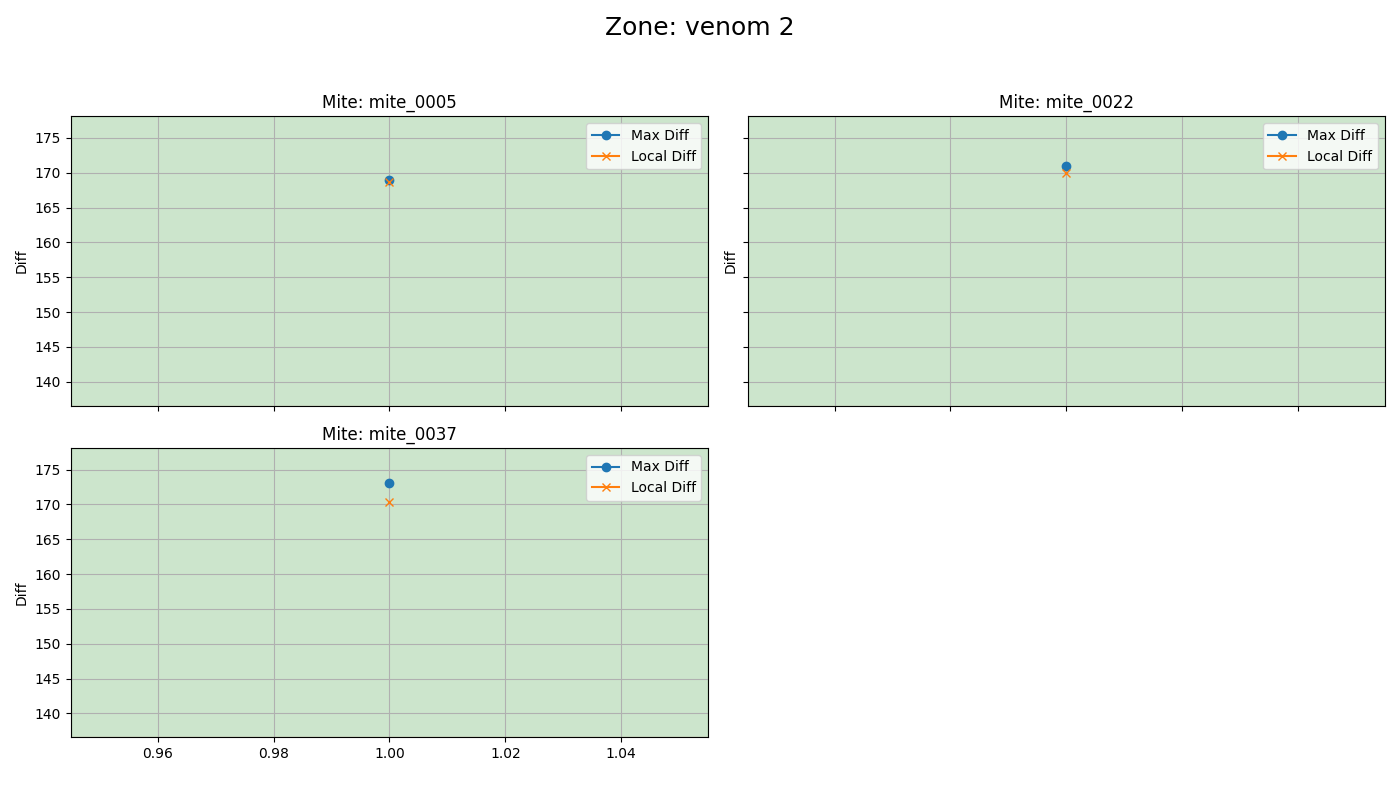 Zone: venom 2
Mite: mite_0005
Diff
175
170
165
160
155
150
145
140
Max Diff
Local Diff
Mite: mite_0022
Diff
Max Diff
Local Diff
Mite: mite_0037
Diff
175
170
165
160
155
150
145
140
Max Diff
Local Diff
0.96 0.98 1.00 1.02 1.04